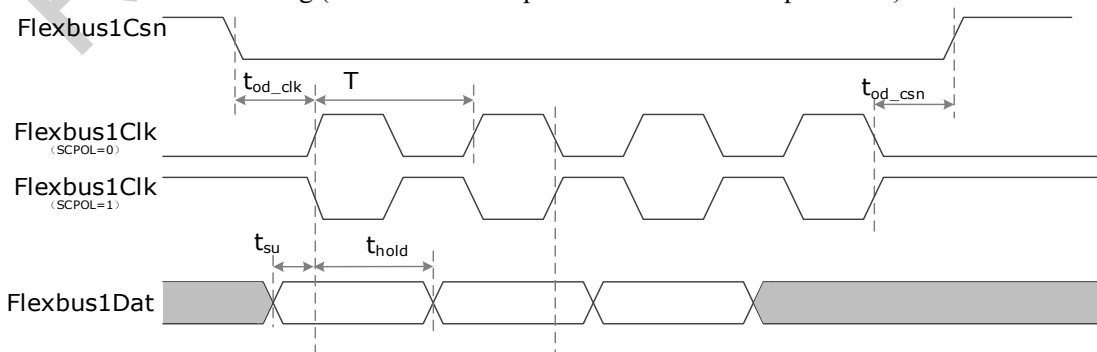 Flexbus1Csn
tod_clk
T
tod_csn
Flexbus1Clk
(SCPOL=0)
Flexbus1Clk
(SCPOL=1)
tsu
thold
Flexbus1Dat